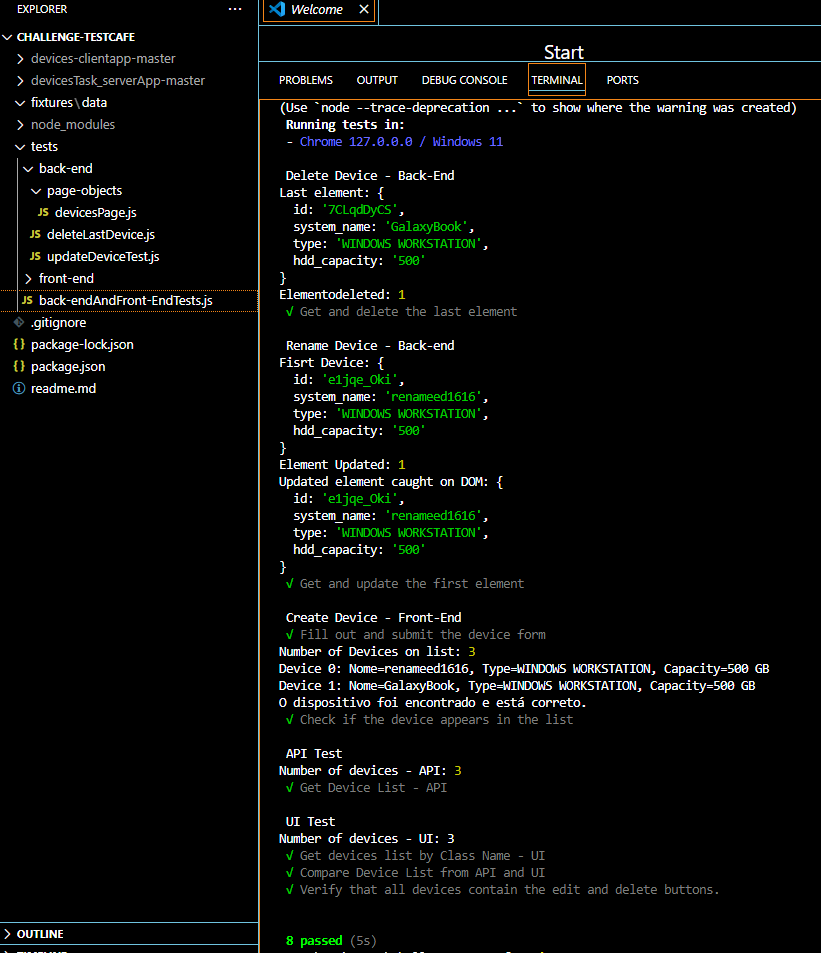 EXPLORER
CHALLENGE-TESTCAFE
devices-clientapp-master
devicesTask_serverApp-master
fixtures\data
node_modules
tests
back-end
page-objects
JS devicesPage.js
JS deleteLastDevice.js
JS updateDeviceTest.js
front-end
JS back-endAndFront-EndTests.js
.gitignore
{} package-lock.json
{} package.json
readme.md
OUTLINE
Welcome
Start
PROBLEMS OUTPUT DEBUG CONSOLE TERMINAL PORTS
(Use `node --trace-deprecation ...` to show where the warning was created)
Running tests in:
- Chrome 127.0.0.0 / Windows 11
Delete Device - Back-End
Last element: {
id: '7CLqdDyCS',
system_name: 'GalaxyBook',
type: 'WINDOWS WORKSTATION',
hdd_capacity: '500'
}
Elementodeleted: 1
√ Get and delete the last element
Rename Device - Back-end
Fisrt Device: {
id: 'e1jqe_Oki',
system_name: 'renameed1616',
type: 'WINDOWS WORKSTATION',
hdd_capacity: '500'
}
Element Updated: 1
Updated element caught on DOM: {
id: 'e1jqe_Oki',
system_name: 'renameed1616',
type: 'WINDOWS WORKSTATION',
hdd_capacity: '500'
}
√ Get and update the first element
Create Device - Front-End
√ Fill out and submit the device form
Number of Devices on list: 3
Device 0: Nome=renameed1616, Type=WINDOWS WORKSTATION, Capacity=500 GB
Device 1: Nome=GalaxyBook, Type=WINDOWS WORKSTATION, Capacity=500 GB
O dispositivo foi encontrado e está correto.
√ Check if the device appears in the list
API Test
Number of devices - API: 3
√ Get Device List - API
UI Test
Number of devices - UI: 3
√ Get devices list by Class Name - UI
√ Compare Device List from API and UI
√ Verify that all devices contain the edit and delete buttons.
8 passed (5s)